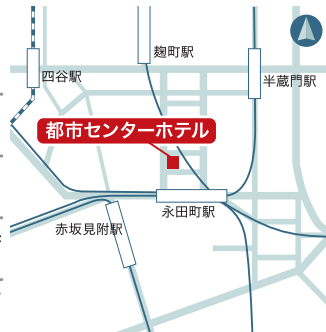 麹町駅
四谷駅
半蔵門駅
都市センターホテル
永田町駅
赤坂見附駅